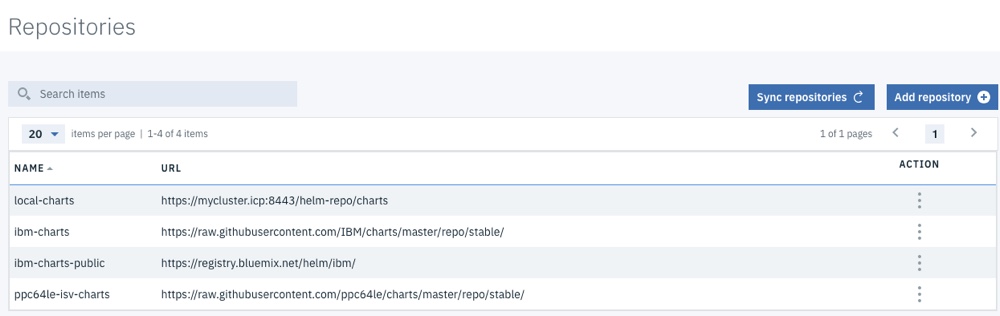 Repositories
Search items
Sync repositories
Add repository
20 items per page | 1-4 of 4 items
1 of 1 pages
1
NAME URL ACTION
local-charts https://mycluster.icp:8443/helm-repo/charts
ibm-charts https://raw.githubusercontent.com/IBM/charts/master/repo/stable/
ibm-charts-public https://registry.bluemix.net/helm/ibm/
ppc64le-isv-charts https://raw.githubusercontent.com/ppc64le/charts/master/repo/stable/